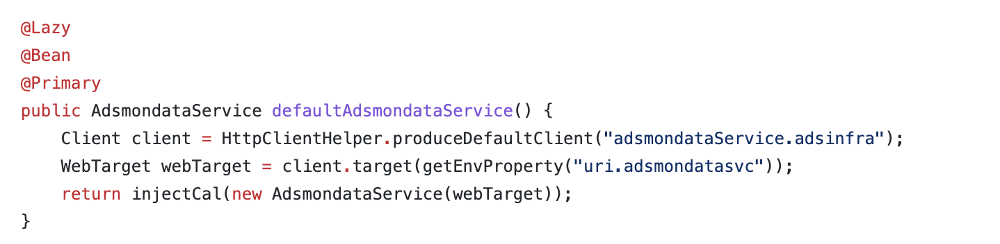 @Lazy
@Bean
@Primary
public AdsmondataService defaultAdsmondataService() {
    Client client = HttpClientHelper.produceDefaultClient("adsmondataService.adsinfra");
    WebTarget webTarget = client.target(getEnvProperty("uri.adsmondatasvc"));
    return injectCal(new AdsmondataService(webTarget));
}